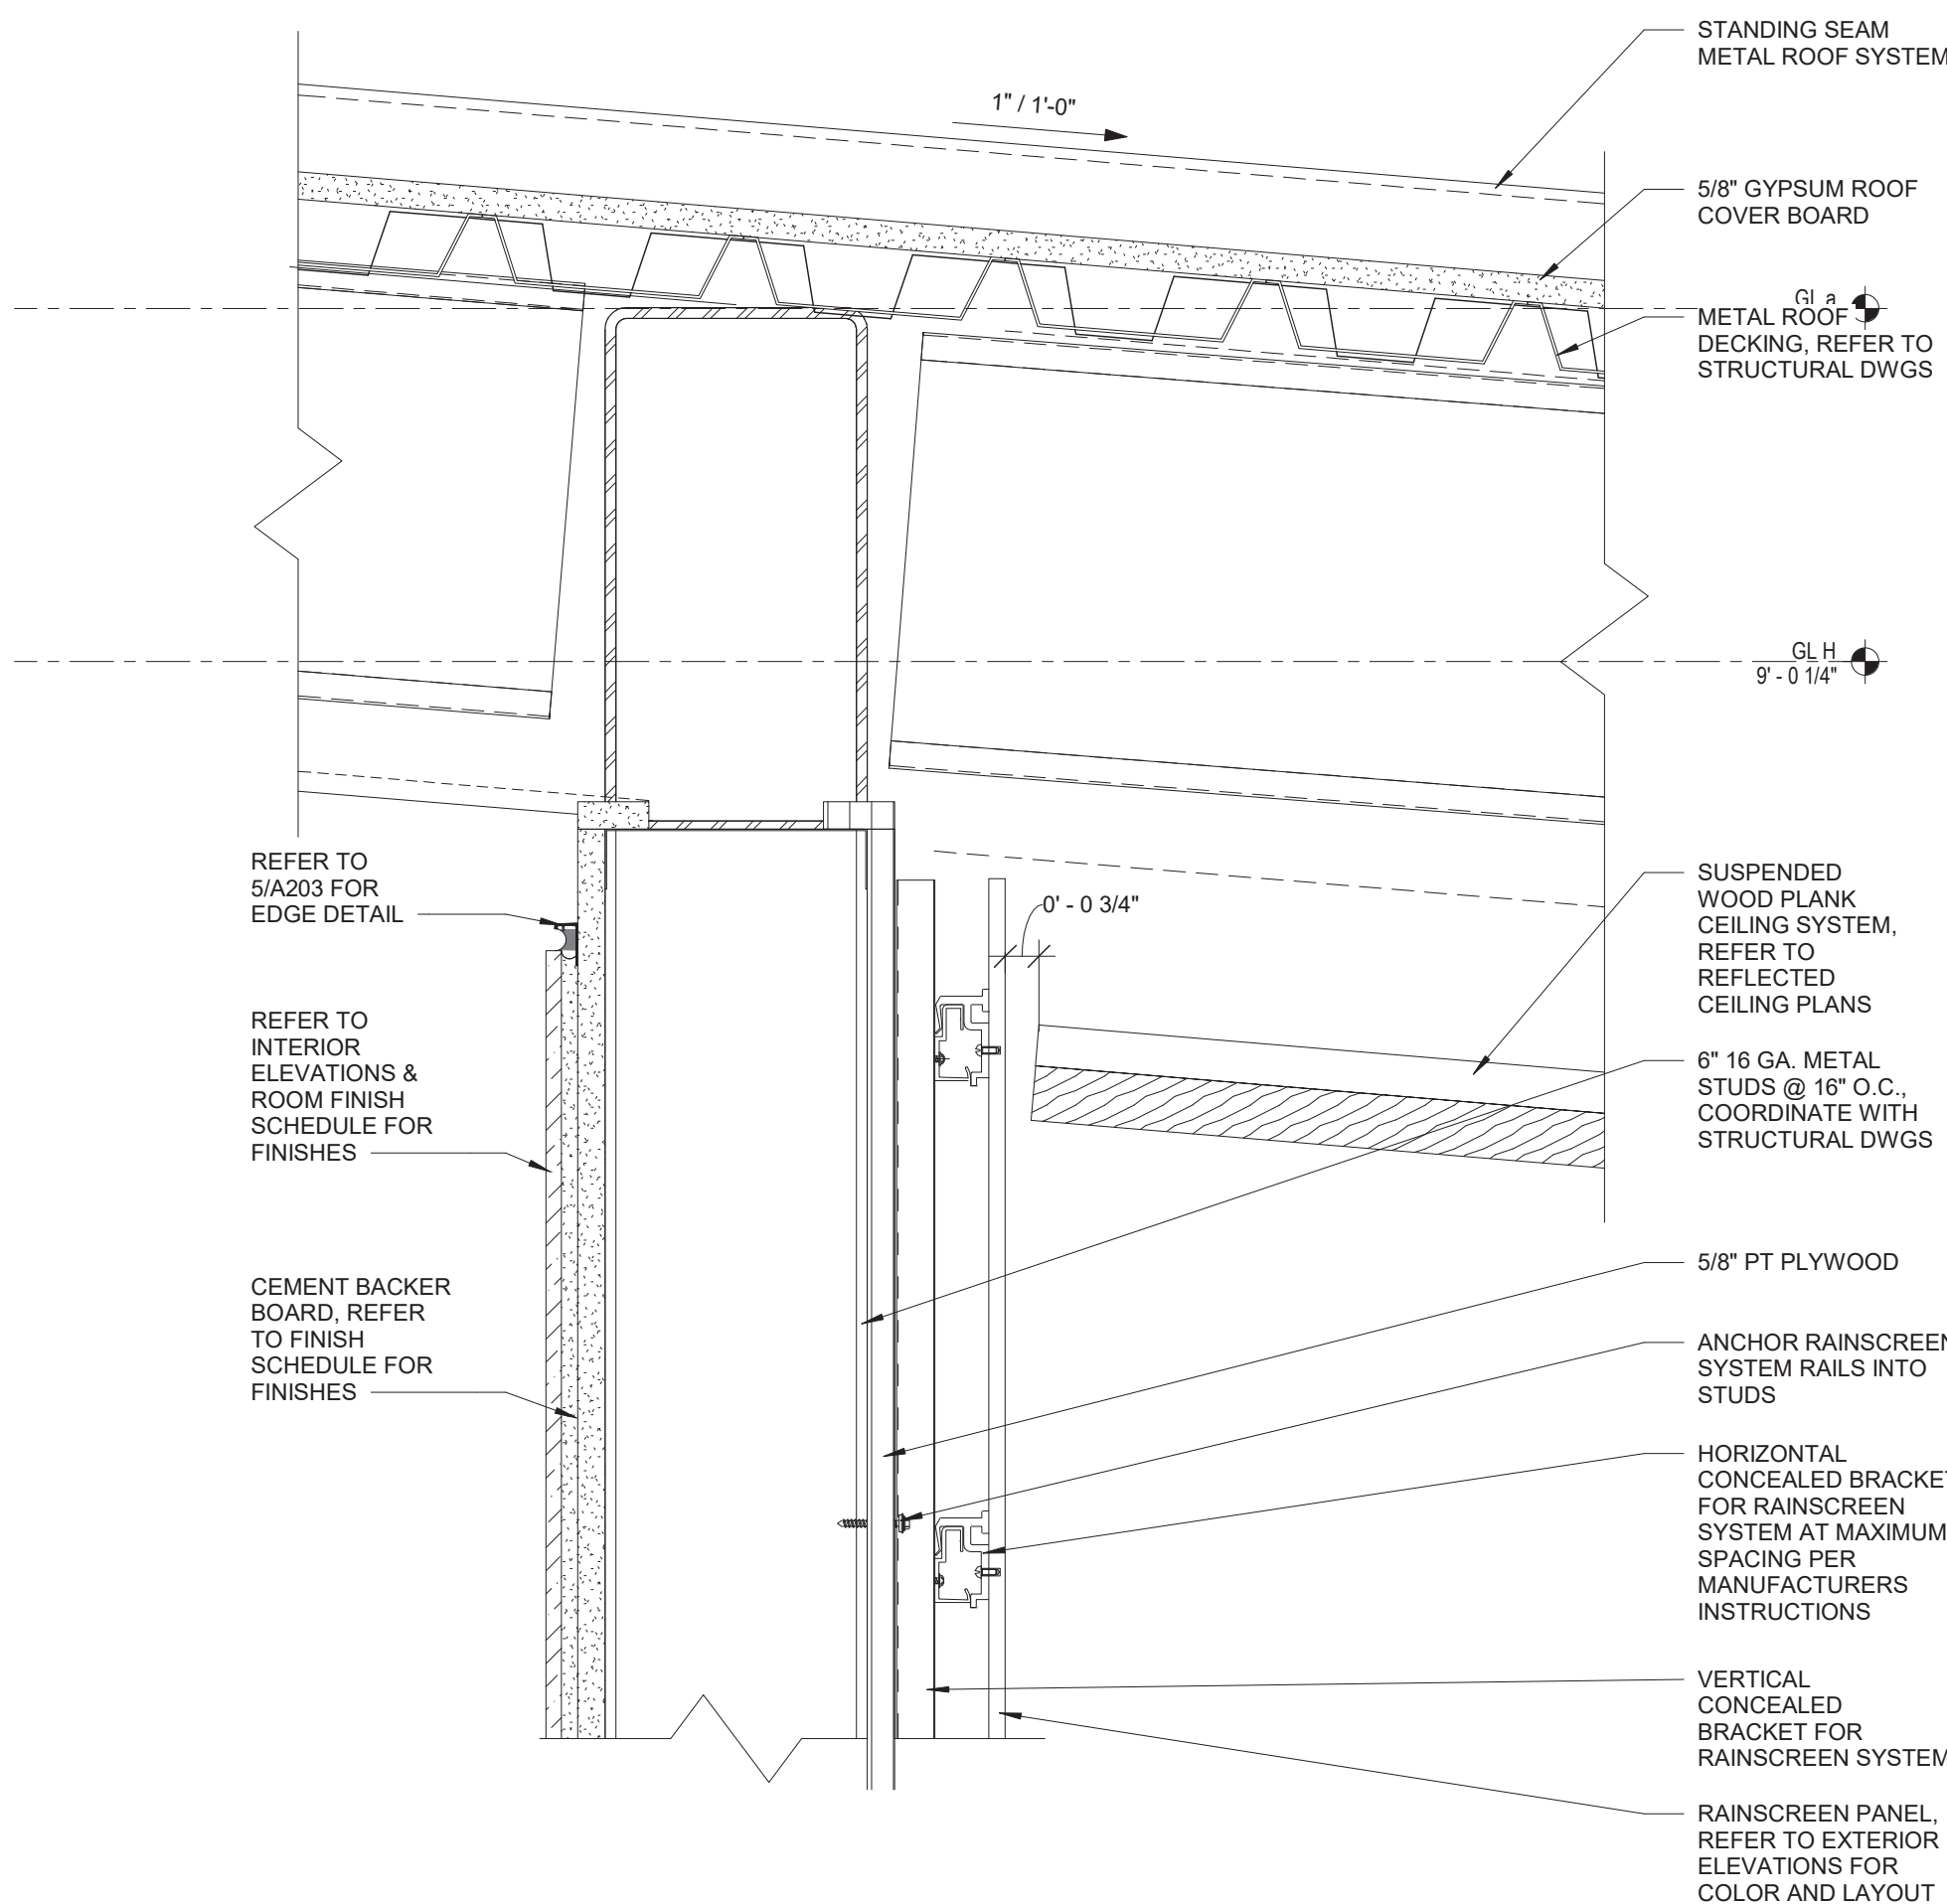 STANDING SEAM
METAL ROOF SYSTEM
1" / 1'-0"
5/8" GYPSUM ROOF
COVER BOARD
GL a
METAL ROOF
DECKING, REFER TO
STRUCTURAL DWGS
GL H
9' - 0 1/4"
REFER TO
5/A203 FOR
EDGE DETAIL
0' - 0 3/4"
SUSPENDED
WOOD PLANK
CEILING SYSTEM,
REFER TO
REFLECTED
CEILING PLANS
REFER TO
INTERIOR
ELEVATIONS &
ROOM FINISH
SCHEDULE FOR
FINISHES
6" 16 GA. METAL
STUDS @ 16" O.C.,
COORDINATE WITH
STRUCTURAL DWGS
5/8" PT PLYWOOD
CEMENT BACKER
BOARD, REFER
TO FINISH
SCHEDULE FOR
FINISHES
ANCHOR RAINSCREEN
SYSTEM RAILS INTO
STUDS
HORIZONTAL
CONCEALED BRACKET
FOR RAINSCREEN
SYSTEM AT MAXIMUM
SPACING PER
MANUFACTURERS
INSTRUCTIONS
VERTICAL
CONCEALED
BRACKET FOR
RAINSCREEN SYSTEM
RAINSCREEN PANEL,
REFER TO EXTERIOR
ELEVATIONS FOR
COLOR AND LAYOUT